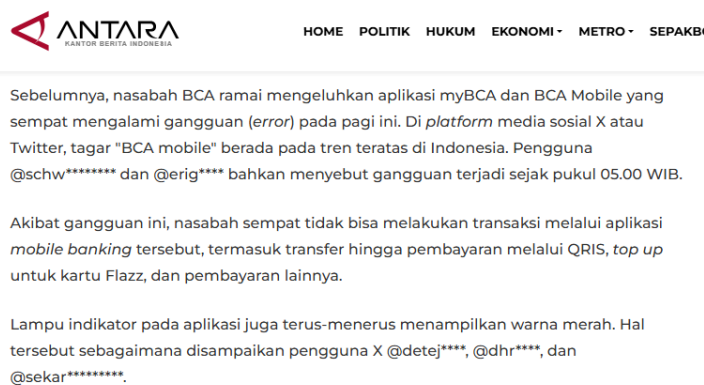 ANTARA
KANTOR BERITA INDONESIA
HOME POLITIK HUKUM EKONOMI METRO SEPAKBO
Sebelumnya, nasabah BCA ramai mengeluhkan aplikasi myBCA dan BCA Mobile yang
sempat mengalami gangguan (error) pada pagi ini. Di platform media sosial X atau
Twitter, tagar "BCA mobile" berada pada tren teratas di Indonesia. Pengguna
@schw******** dan @erig**** bahkan menyebut gangguan terjadi sejak pukul 05.00 WIB.
Akibat gangguan ini, nasabah sempat tidak bisa melakukan transaksi melalui aplikasi
mobile banking tersebut, termasuk transfer hingga pembayaran melalui QRIS, top up
untuk kartu Flazz, dan pembayaran lainnya.
Lampu indikator pada aplikasi juga terus-menerus menampilkan warna merah. Hal
tersebut sebagaimana disampaikan pengguna X @detej****, @dhr****, dan
@sekar*********.